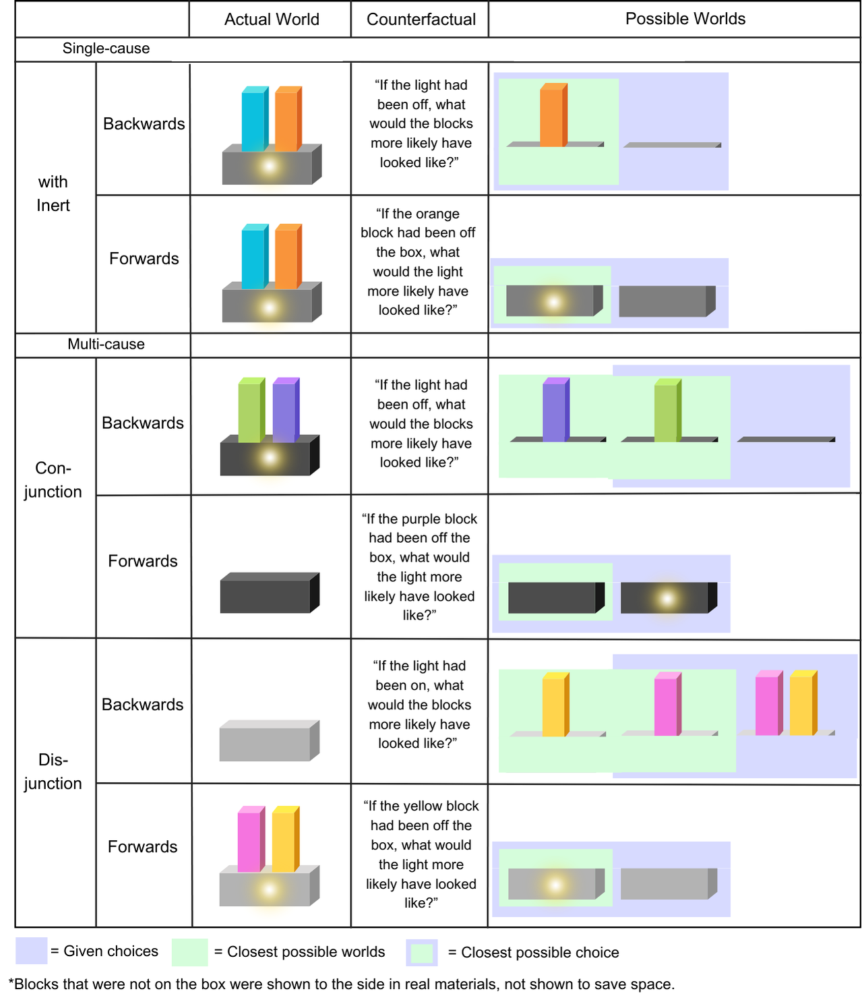 Actual World
Counterfactual
Possible Worlds
Single-cause
with
Inert
Backwards
“If the light had
been off, what
would the blocks
more likely have
looked like?”
Forwards
“If the orange
block had been off
the box, what
would the light
more likely have
looked like?”
Multi-cause
Con-
junction
Backwards
“If the light had
been off, what
would the blocks
more likely have
looked like?”
Forwards
“If the purple block
had been off the
box, what would
the light more
likely have looked
like?”
Dis-
junction
Backwards
“If the light had
been on, what
would the blocks
more likely have
looked like?”
Forwards
“If the yellow block
had been off the
box, what would
the light more
likely have looked
like?”
= Given choices
= Closest possible worlds
= Closest possible choice
*Blocks that were not on the box were shown to the side in real materials, not shown to save space.